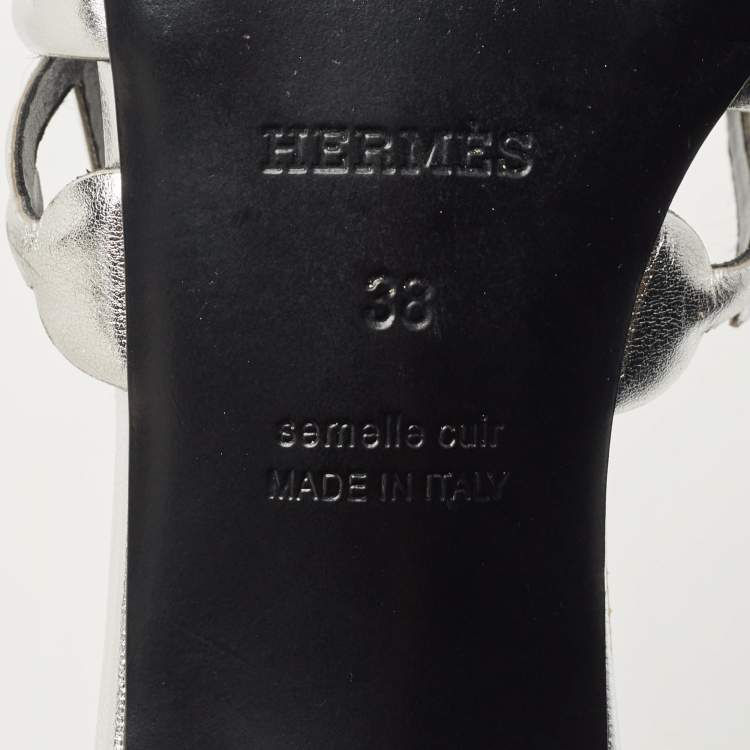 HERMÈS
38
semelle cuir
MADE IN ITALY